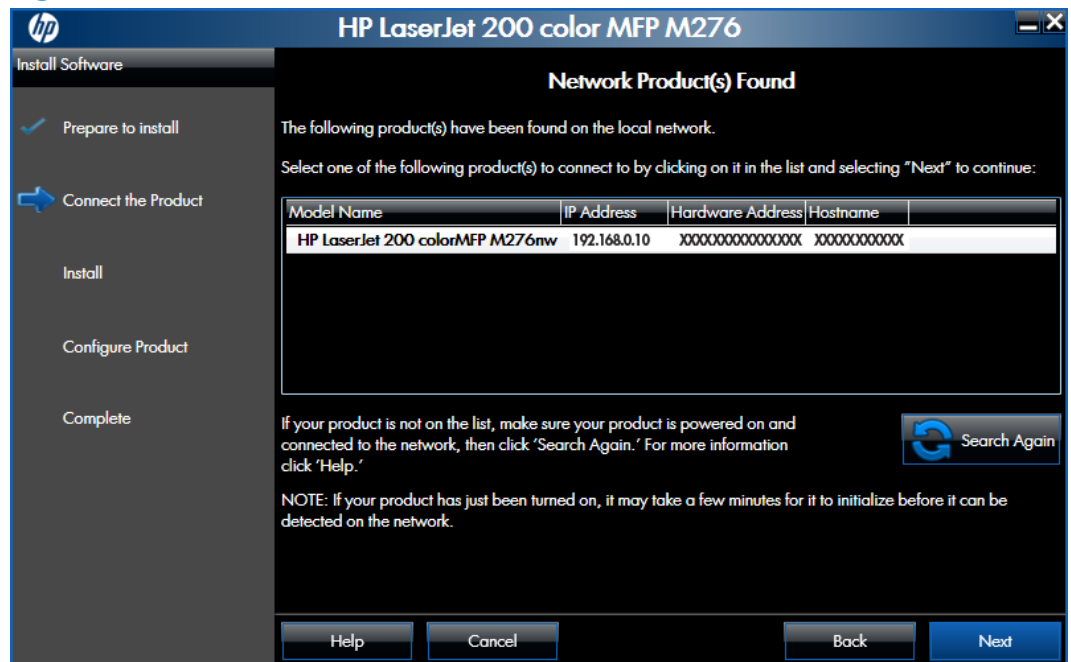 hp
HP LaserJet 200 color MFP M276
Install Software
Prepare to install
Connect the Product
Install
Configure Product
Complete
Network Product(s) Found
The following product(s) have been found on the local network.
Select one of the following product(s) to connect to by clicking on it in the list and selecting "Next" to continue:
Model Name IP Address Hardware Address Hostname
HP LaserJet 200 colorMFP M276nw 192.168.0.10 XXXXXXXXXXXXXXX XXXXXXXXXXX
If your product is not on the list, make sure your product is powered on and
connected to the network, then click 'Search Again.' For more information
click 'Help.'
Search Again
NOTE: If your product has just been turned on, it may take a few minutes for it to initialize before it can be
detected on the network.
Help Cancel Back Next